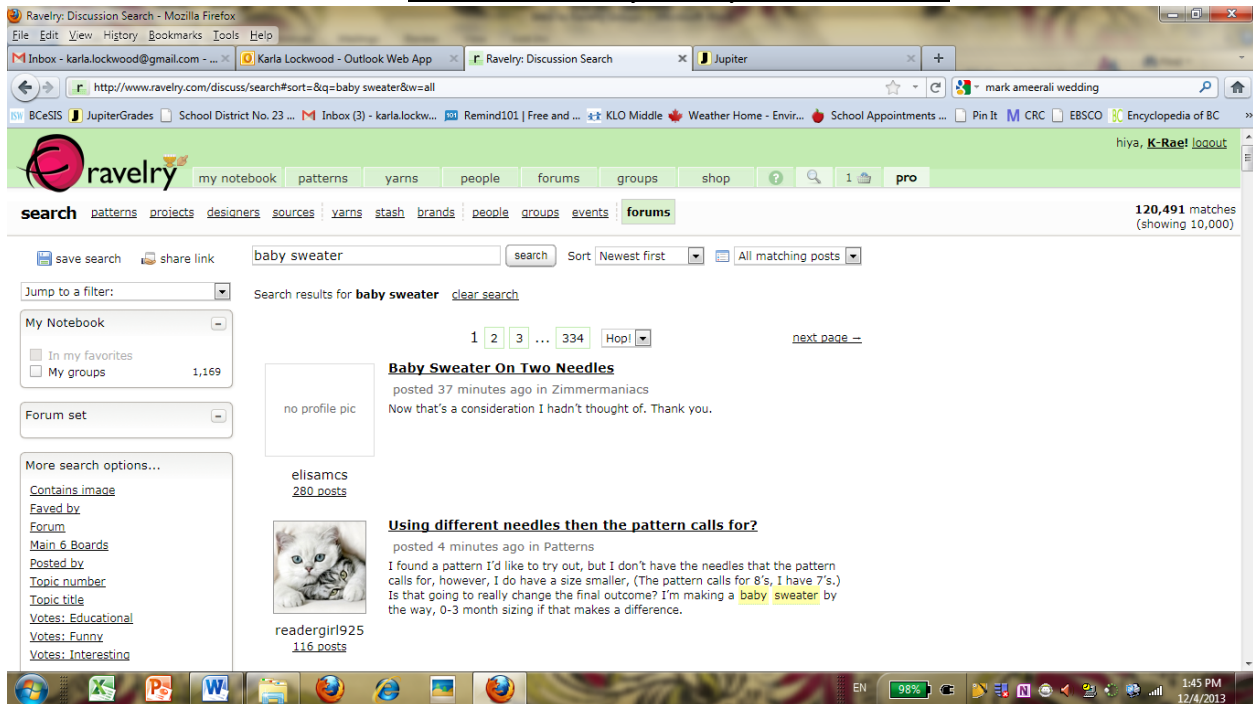 Ravelry: Discussion Search - Mozilla Firefox
File Edit View History Bookmarks Tools Help
Inbox - karla.lockwood@gmail.com - ... Karla Lockwood - Outlook Web App Ravelry: Discussion Search Jupiter
http://www.ravelry.com/discuss/search#sort=&q=baby sweater&w=all mark ameerali wedding
BCeSIS JupiterGrades School District No. 23 ... Inbox (3) - karla.lockw... Remind101 | Free and ... KLO Middle Weather Home - Envir... School Appointments ... Pin It CRC EBSCO Encyclopedia of BC »
hiya, K-Rae! logout
ravelry my notebook patterns yarns people forums groups shop ? 1 pro
search patterns projects designers sources yarns stash brands people groups events forums
120,491 matches
(showing 10,000)
save search share link baby sweater search Sort Newest first All matching posts
Jump to a filter: Search results for baby sweater clear search
My Notebook
1 2 3 ... 334 Hop! next page →
In my favorites
My groups 1,169
Forum set
More search options...
Contains image
Faved by
Forum
Main 6 Boards
Posted by
Topic number
Topic title
Votes: Educational
Votes: Funny
Votes: Interesting
no profile pic
elisamcs
280 posts
Baby Sweater On Two Needles
posted 37 minutes ago in Zimmermaniacs
Now that's a consideration I hadn't thought of. Thank you.
readergirl925
116 posts
Using different needles then the pattern calls for?
posted 4 minutes ago in Patterns
I found a pattern I'd like to try out, but I don't have the needles that the pattern
calls for, however, I do have a size smaller, (The pattern calls for 8's, I have 7's.)
Is that going to really change the final outcome? I'm making a baby sweater by
the way, 0-3 month sizing if that makes a difference.
EN 98% 1:45 PM
12/4/2013